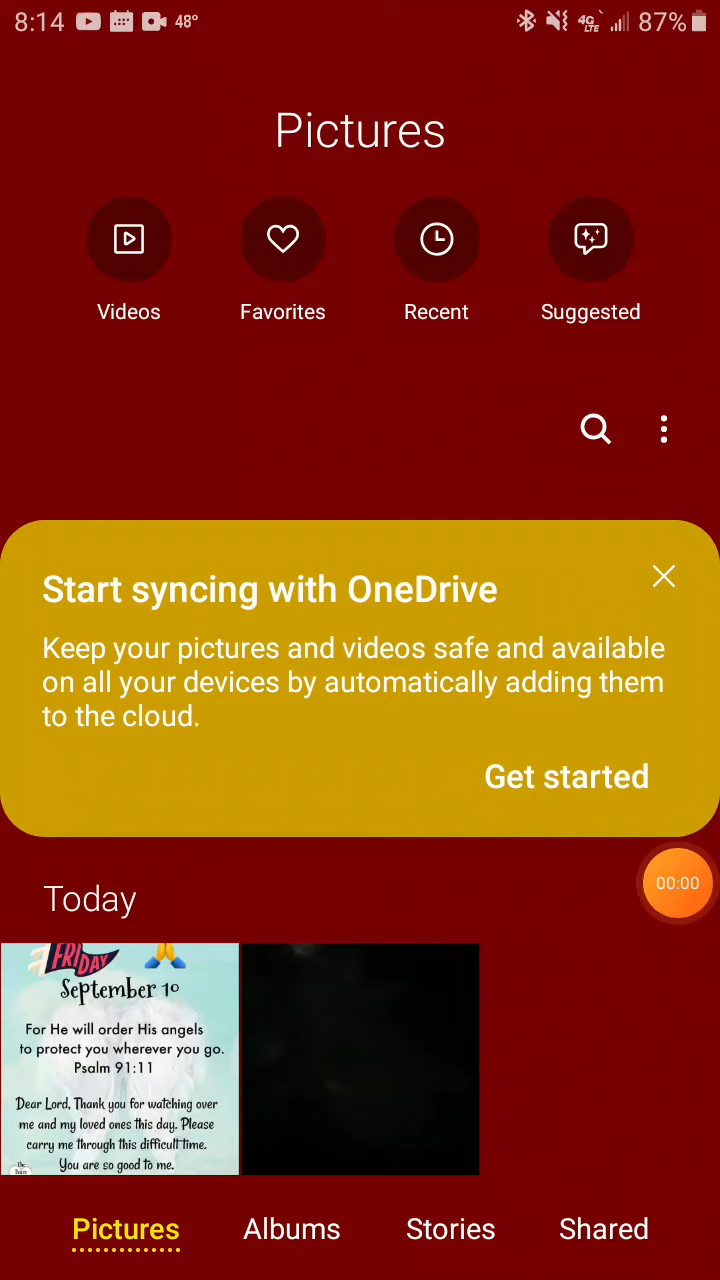 8:14 48° 4G LTE 87%
Pictures
Videos Favorites Recent Suggested
Start syncing with OneDrive
Keep your pictures and videos safe and available
on all your devices by automatically adding them
to the cloud.
Get started
Today
00:00
FRIDAY
September 10
For He will order His angels
to protect you wherever you go.
Psalm 91:11
Dear Lord, Thank you for watching over
me and my loved ones this day. Please
carry me through this difficult time.
You are so good to me.
Pictures Albums Stories Shared